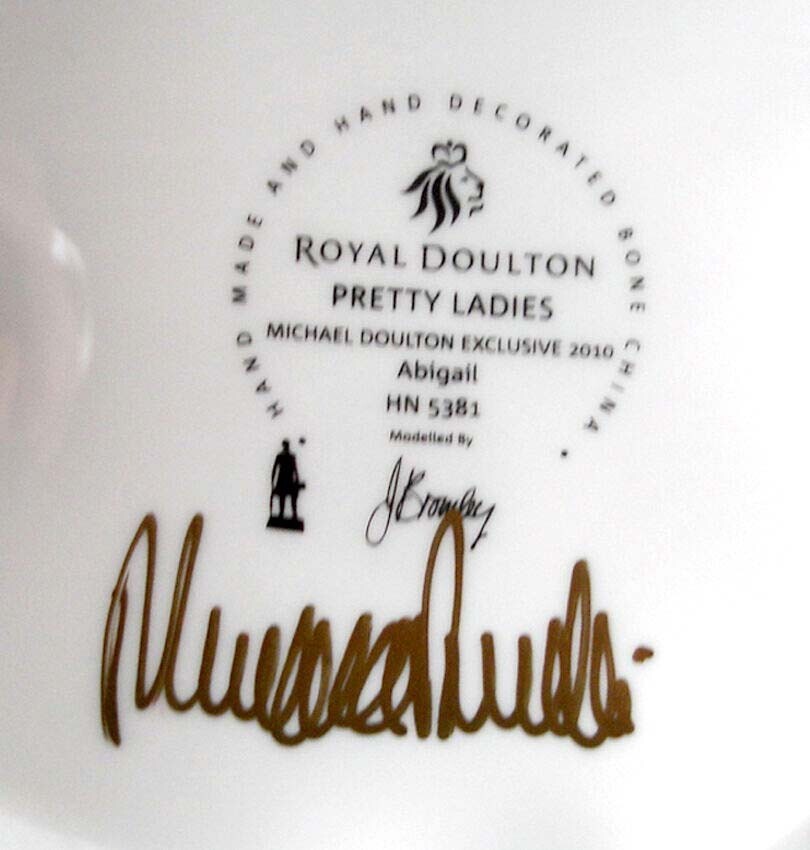 HAND MADE AND HAND DECORATED BONE CHINA
ROYAL DOULTON
PRETTY LADIES
MICHAEL DOULTON EXCLUSIVE 2010
Abigail
HN 5381
Modelled By
J Bromley